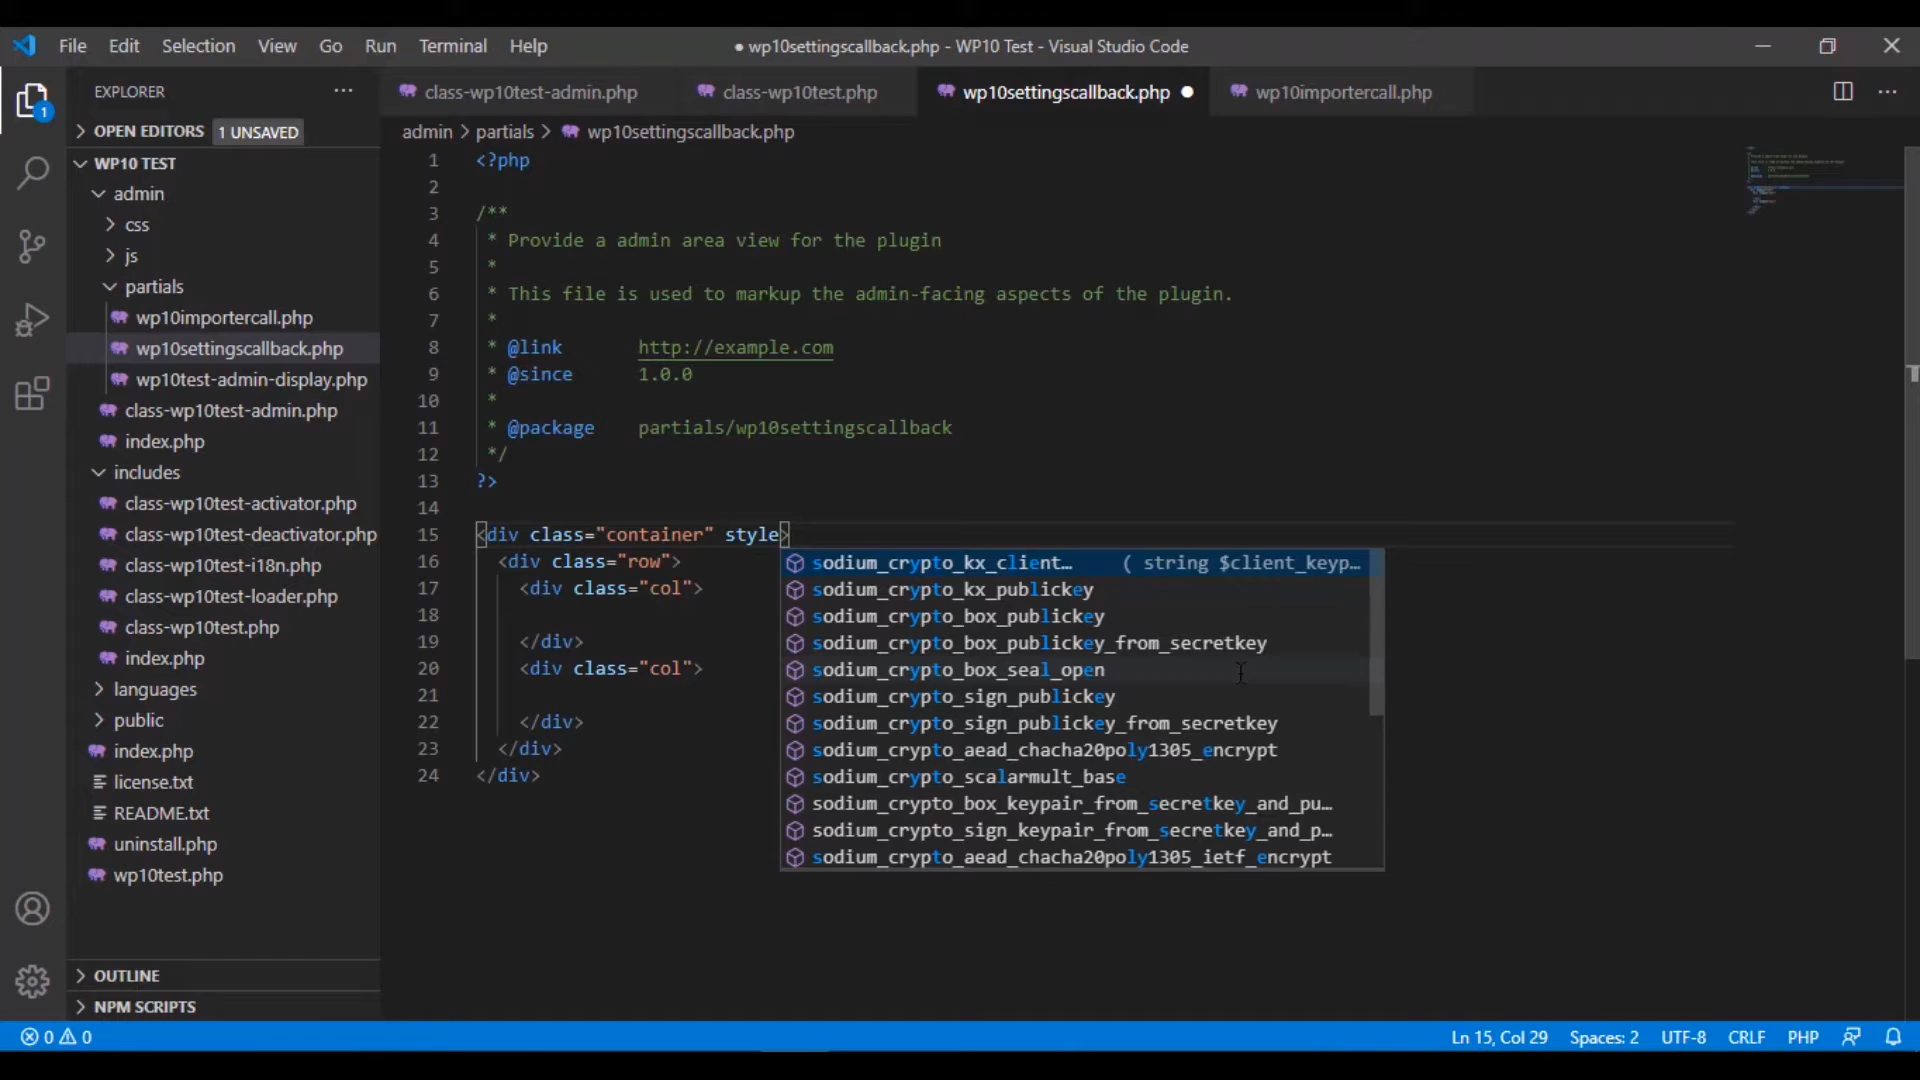 File Edit Selection View Go Run Terminal Help
● wp10settingscallback.php - WP10 Test - Visual Studio Code
EXPLORER ···
class-wp10test-admin.php
class-wp10test.php
wp10settingscallback.php ●
wp10importercall.php
1
OPEN EDITORS 1 UNSAVED
WP10 TEST
admin
css
js
partials
wp10importercall.php
wp10settingscallback.php
wp10test-admin-display.php
class-wp10test-admin.php
index.php
includes
class-wp10test-activator.php
class-wp10test-deactivator.php
class-wp10test-i18n.php
class-wp10test-loader.php
class-wp10test.php
index.php
languages
public
index.php
license.txt
README.txt
uninstall.php
wp10test.php
OUTLINE
NPM SCRIPTS
admin > partials > wp10settingscallback.php
1 <?php
2
3 /**
4 * Provide a admin area view for the plugin
5 *
6 * This file is used to markup the admin-facing aspects of the plugin.
7 *
8 * @link http://example.com
9 * @since 1.0.0
10 *
11 * @package partials/wp10settingscallback
12 */
13 ?>
14
15 <div class="container" style>
16 <div class="row">
17 <div class="col">
18
19 </div>
20 <div class="col">
21
22 </div>
23 </div>
24 </div>
sodium_crypto_kx_client… ( string $client_keyp…
sodium_crypto_kx_publickey
sodium_crypto_box_publickey
sodium_crypto_box_publickey_from_secretkey
sodium_crypto_box_seal_open
sodium_crypto_sign_publickey
sodium_crypto_sign_publickey_from_secretkey
sodium_crypto_aead_chacha20poly1305_encrypt
sodium_crypto_scalarmult_base
sodium_crypto_box_keypair_from_secretkey_and_pu…
sodium_crypto_sign_keypair_from_secretkey_and_p…
sodium_crypto_aead_chacha20poly1305_ietf_encrypt
0 0
Ln 15, Col 29 Spaces: 2 UTF-8 CRLF PHP